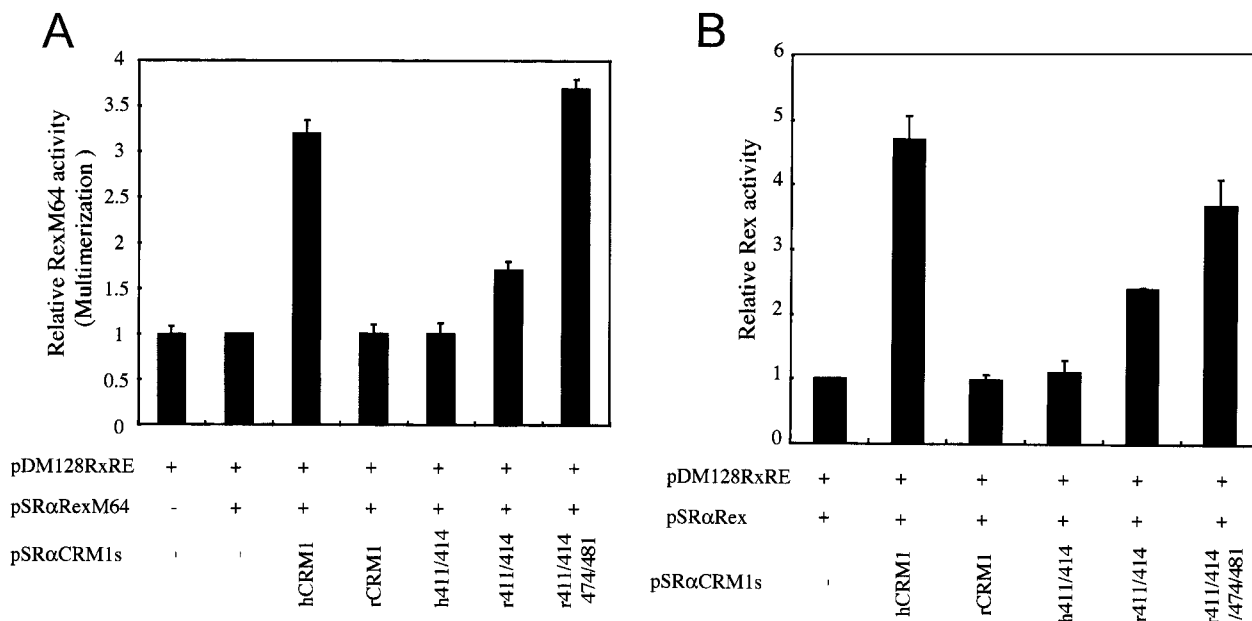 A
Relative RexM64 activity
(Multimerization )
4
3.5
3
2.5
2
1.5
1
0.5
0
pDM128RxRE + + + + + + +
pSRαRexM64 - + + + + + +
pSRαCRM1s - - hCRM1 rCRM1 h411/414 r411/414 r411/414
474/481
B
Relative Rex activity
6
5
4
3
2
1
0
pDM128RxRE + + + + + +
pSRαRex + + + + + +
pSRαCRM1s - hCRM1 rCRM1 h411/414 r411/414 r411/414
/474/481